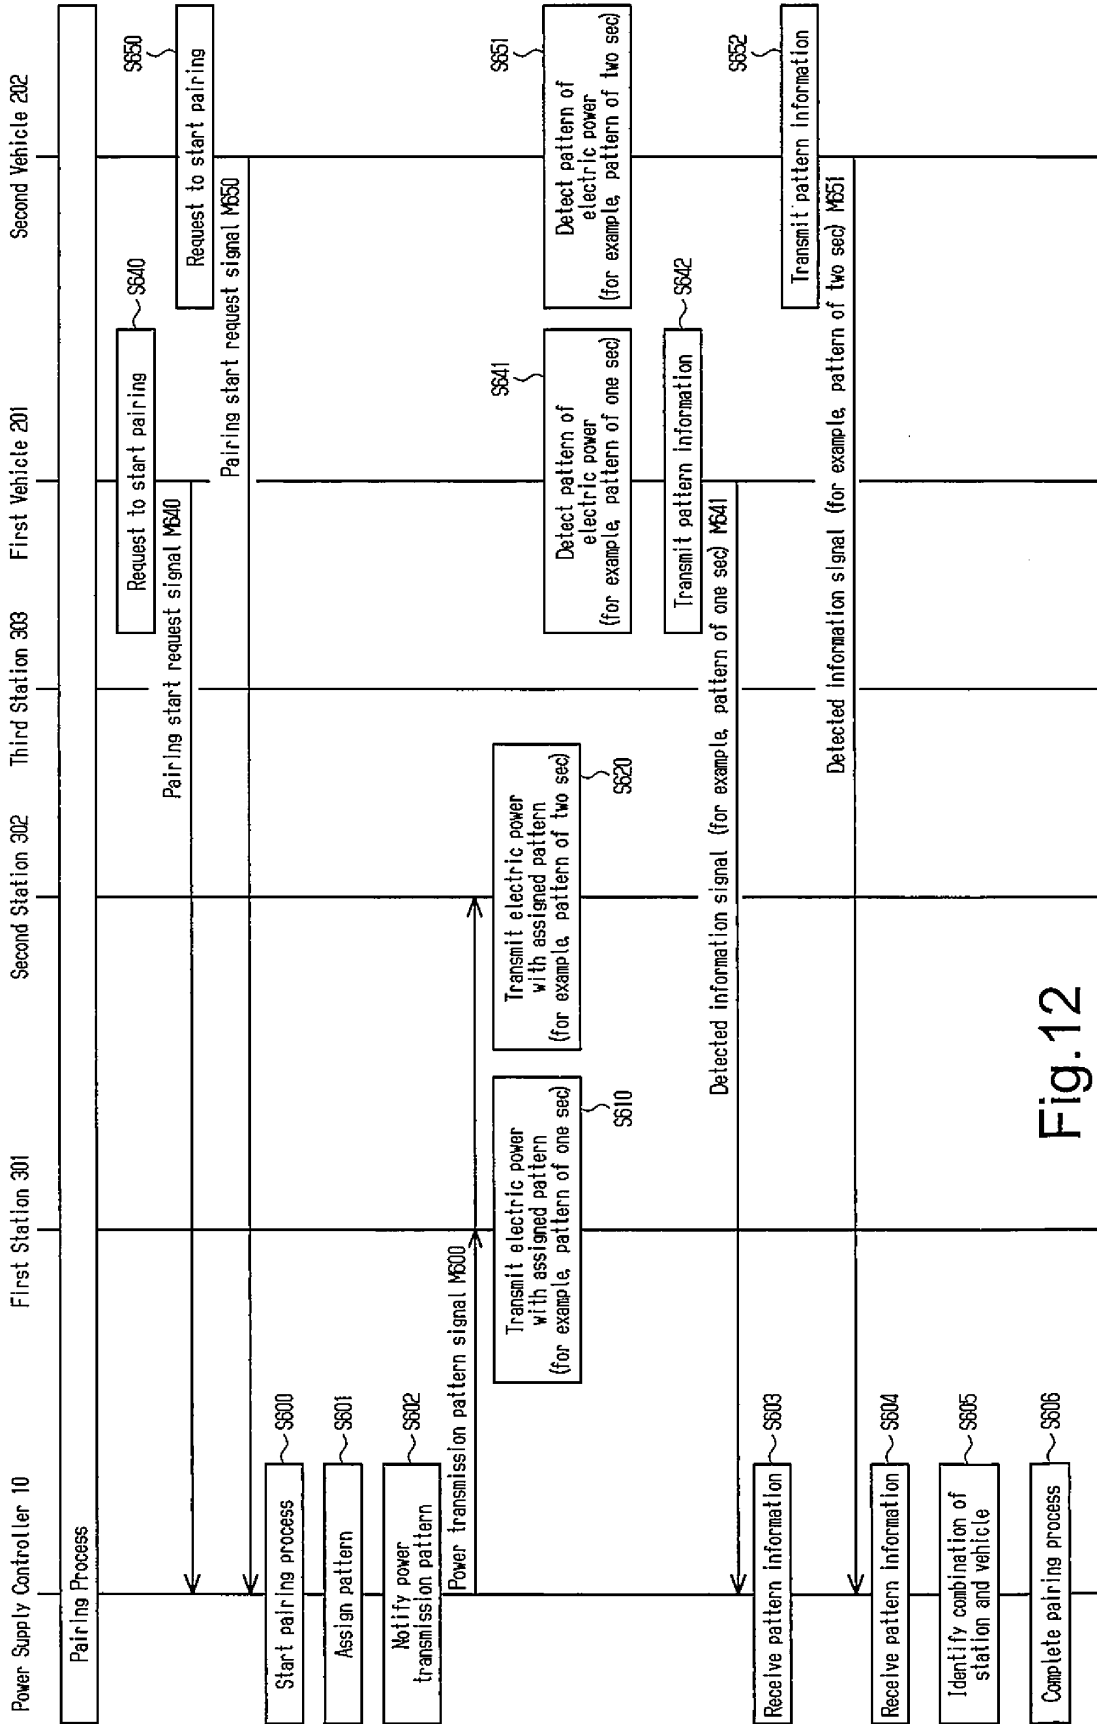 Power Supply Controller 10
First Station 301
Second Station 302
Third Station 303
First Vehicle 201
Second Vehicle 202
Pairing Process
Request to start pairing
S640
Pairing start request signal M640
Request to start pairing
S650
Pairing start request signal M650
Start pairing process
S600
Assign pattern
S601
Notify power
transmission pattern
S602
Power transmission pattern signal M600
Transmit electric power
with assigned pattern
(for example, pattern of one sec)
S610
Transmit electric power
with assigned pattern
(for example, pattern of two sec)
S620
Detect pattern of
electric power
(for example, pattern of one sec)
S641
Detect pattern of
electric power
(for example, pattern of two sec)
S651
Transmit pattern information
S642
Detected information signal (for example, pattern of one sec) M641
Receive pattern information
S603
Transmit pattern information
S652
Detected information signal (for example, pattern of two sec) M651
Receive pattern information
S604
Identify combination of
station and vehicle
S605
Complete pairing process
S606
Fig.12